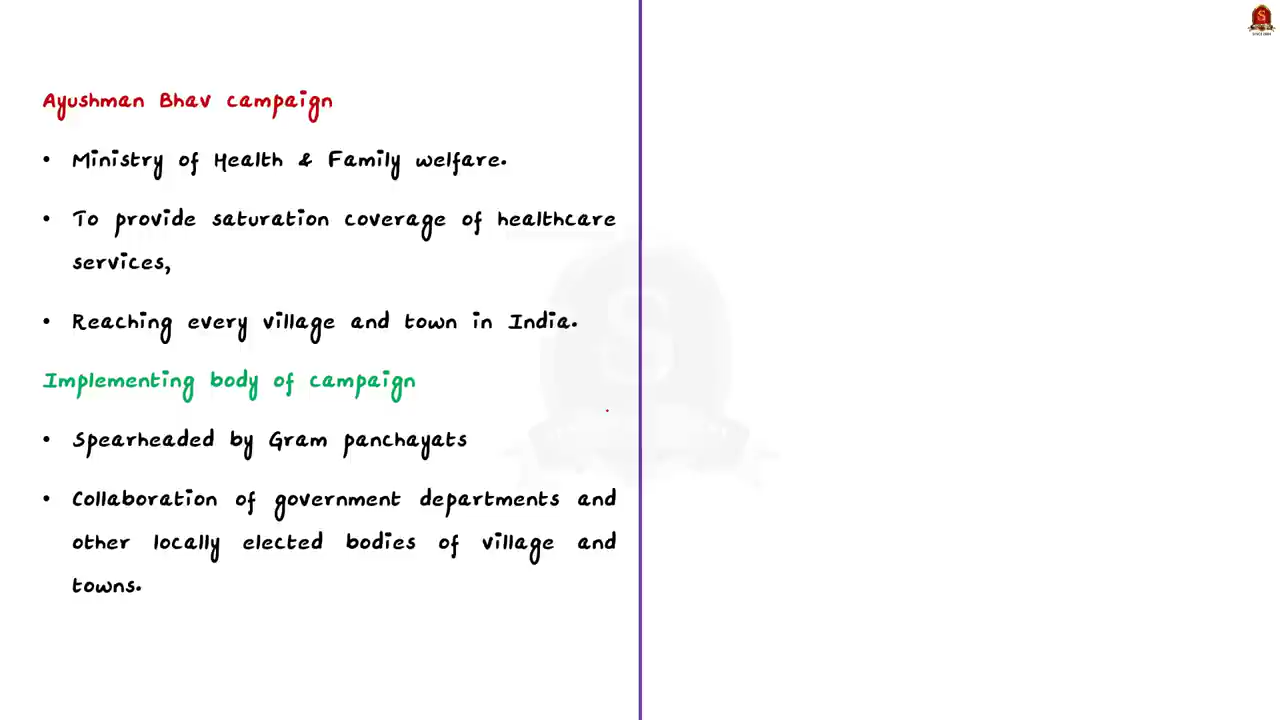 Ayushman Bhav campaign
• Ministry of Health & Family welfare.
• To provide saturation coverage of healthcare
services,
• Reaching every village and town in India.
Implementing body of campaign
• Spearheaded by Gram panchayats
• Collaboration of government departments and
other locally elected bodies of village and
towns.